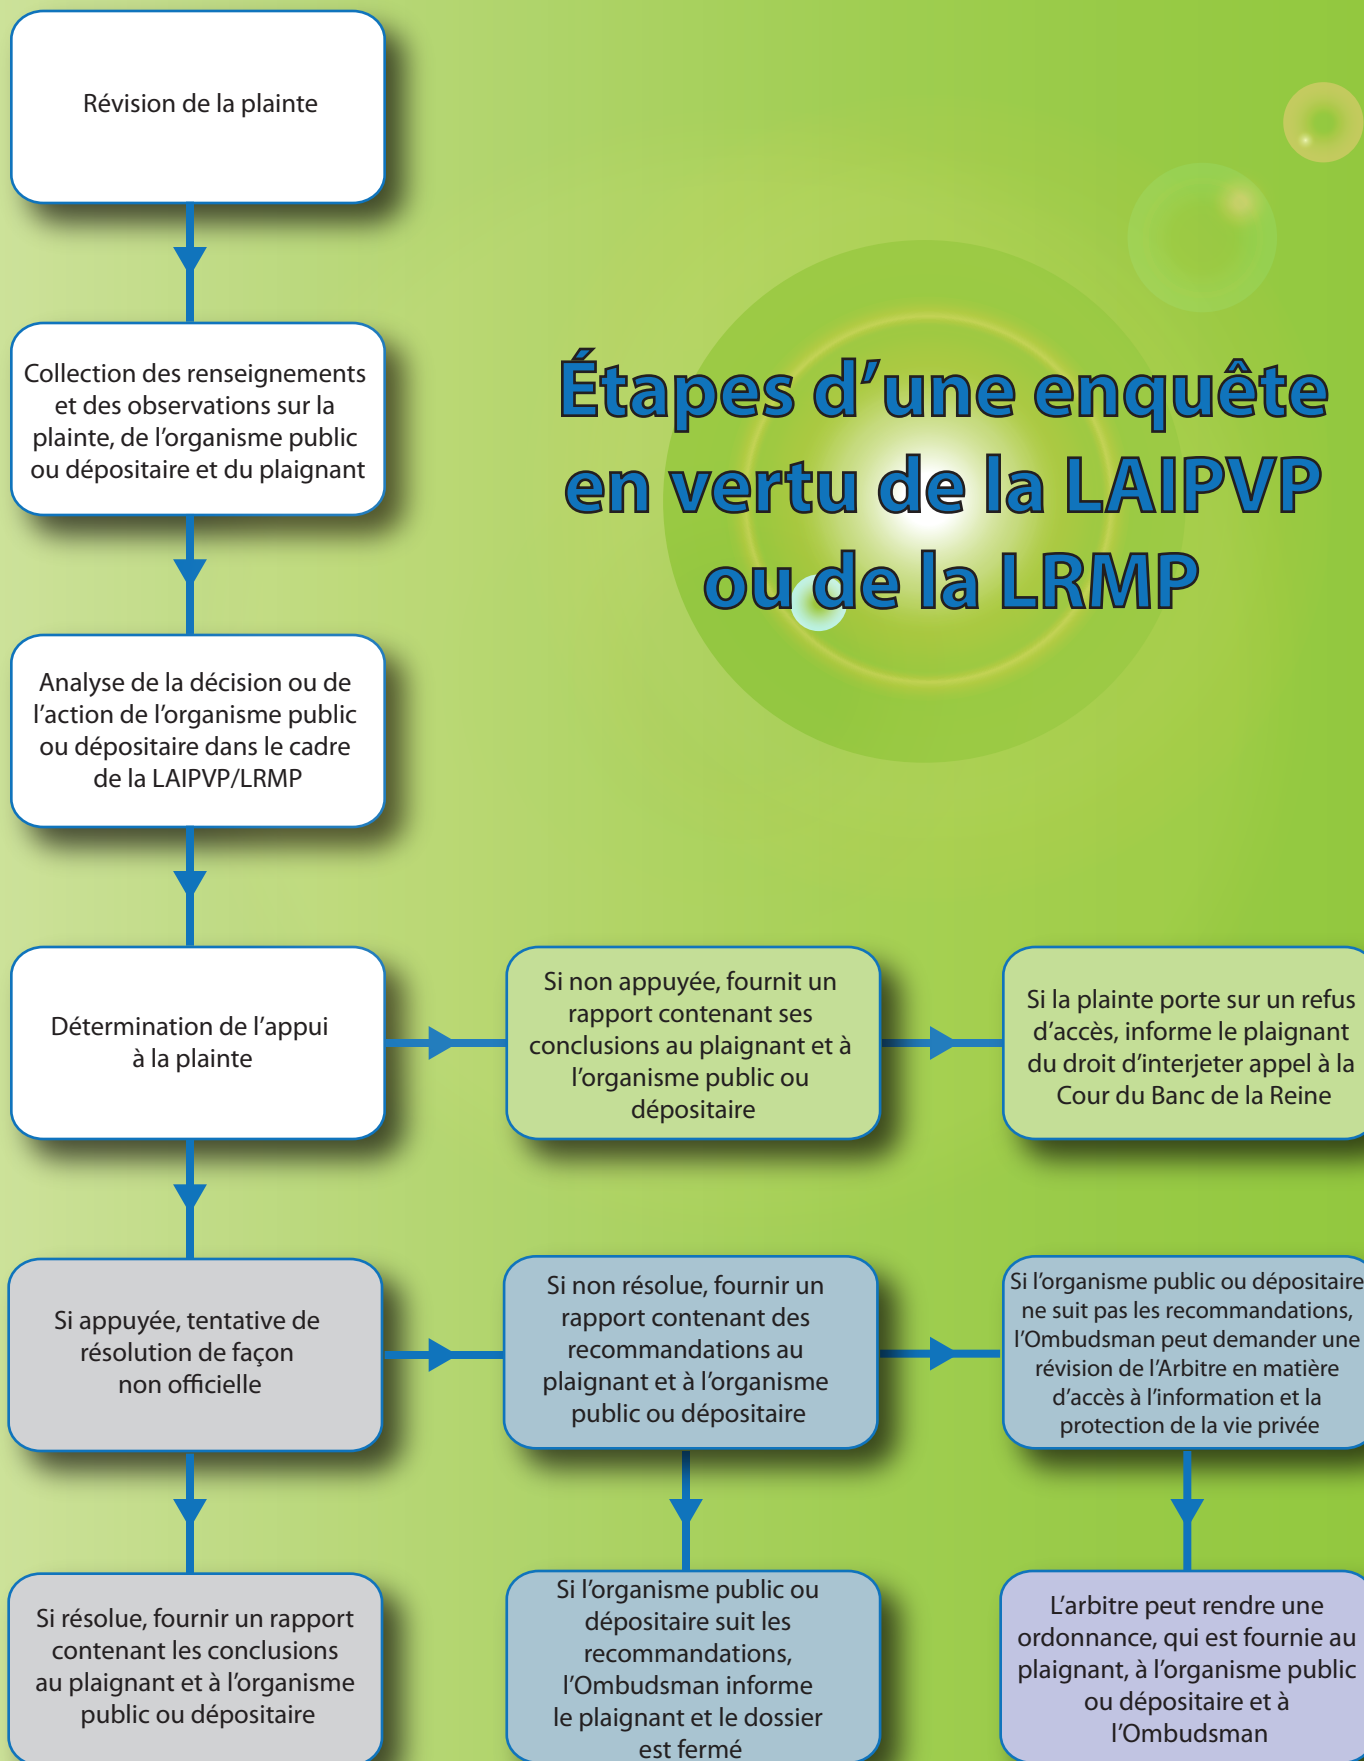 Révision de la plainte
Collection des renseignements
et des observations sur la
plainte, de l'organisme public
ou dépositaire et du plaignant
Étapes d'une enquête
en vertu de la LAIPVP
ou de la LRMP
Analyse de la décision ou de
l'action de l'organisme public
ou dépositaire dans le cadre
de la LAIPVP/LRMP
Détermination de l'appui
à la plainte
Si non appuyée, fournit un
rapport contenant ses
conclusions au plaignant et à
l'organisme public ou
dépositaire
Si la plainte porte sur un refus
d'accès, informe le plaignant
du droit d'interjeter appel à la
Cour du Banc de la Reine
Si appuyée, tentative de
résolution de façon
non officielle
Si non résolue, fournir un
rapport contenant des
recommandations au
plaignant et à l'organisme
public ou dépositaire
Si l'organisme public ou dépositaire
ne suit pas les recommandations,
l'Ombudsman peut demander une
révision de l'Arbitre en matière
d'accès à l'information et la
protection de la vie privée
Si résolue, fournir un rapport
contenant les conclusions
au plaignant et à l'organisme
public ou dépositaire
Si l'organisme public ou
dépositaire suit les
recommandations,
l'Ombudsman informe
le plaignant et le dossier
est fermé
L'arbitre peut rendre une
ordonnance, qui est fournie au
plaignant, à l'organisme public
ou dépositaire et à
l'Ombudsman